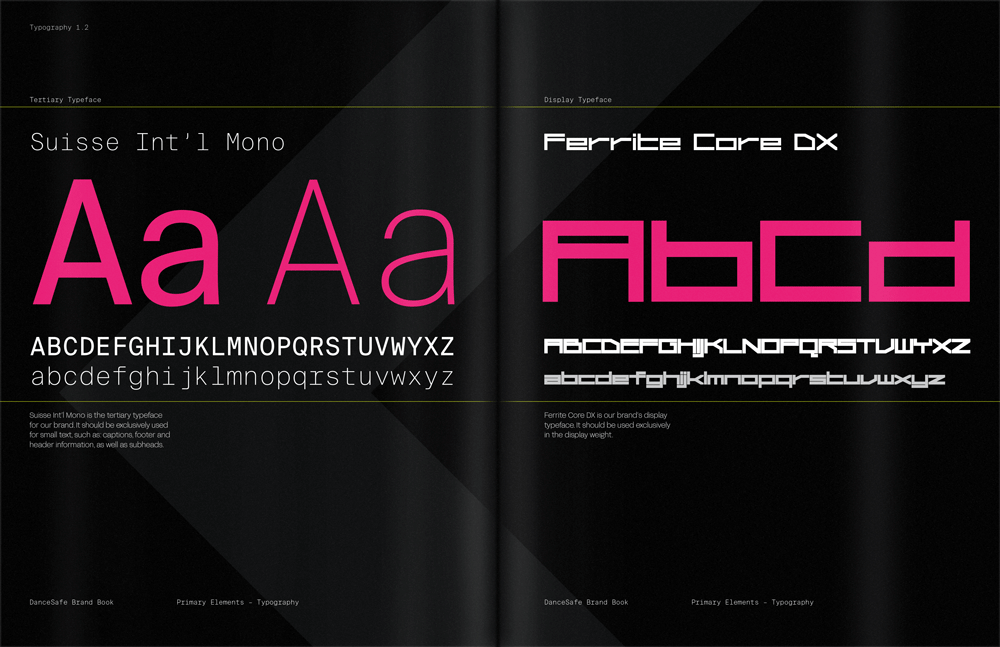 Typography 1.2
Tertiary Typeface
Suisse Int'l Mono
Aa Aa
ABCDEFGHIJKLMNOPQRSTUVWYXZ
abcdefghijklmnopqrstuvwxyz
Suisse Int'l Mono is the tertiary typeface
for our brand. It should be exclusively used
for small text, such as: captions, footer and
header information, as well as subheads.
DanceSafe Brand Book
Primary Elements – Typography
Display Typeface
Ferrite Core DX
AbCd
ABCDEFGHIJKLNOPQRSTUVWYXZ
abcdefghijklmnopqrstuvwxyz
Ferrite Core DX is our brand's display
typeface. It should be used exclusively
in the display weight.
DanceSafe Brand Book
Primary Elements – Typography